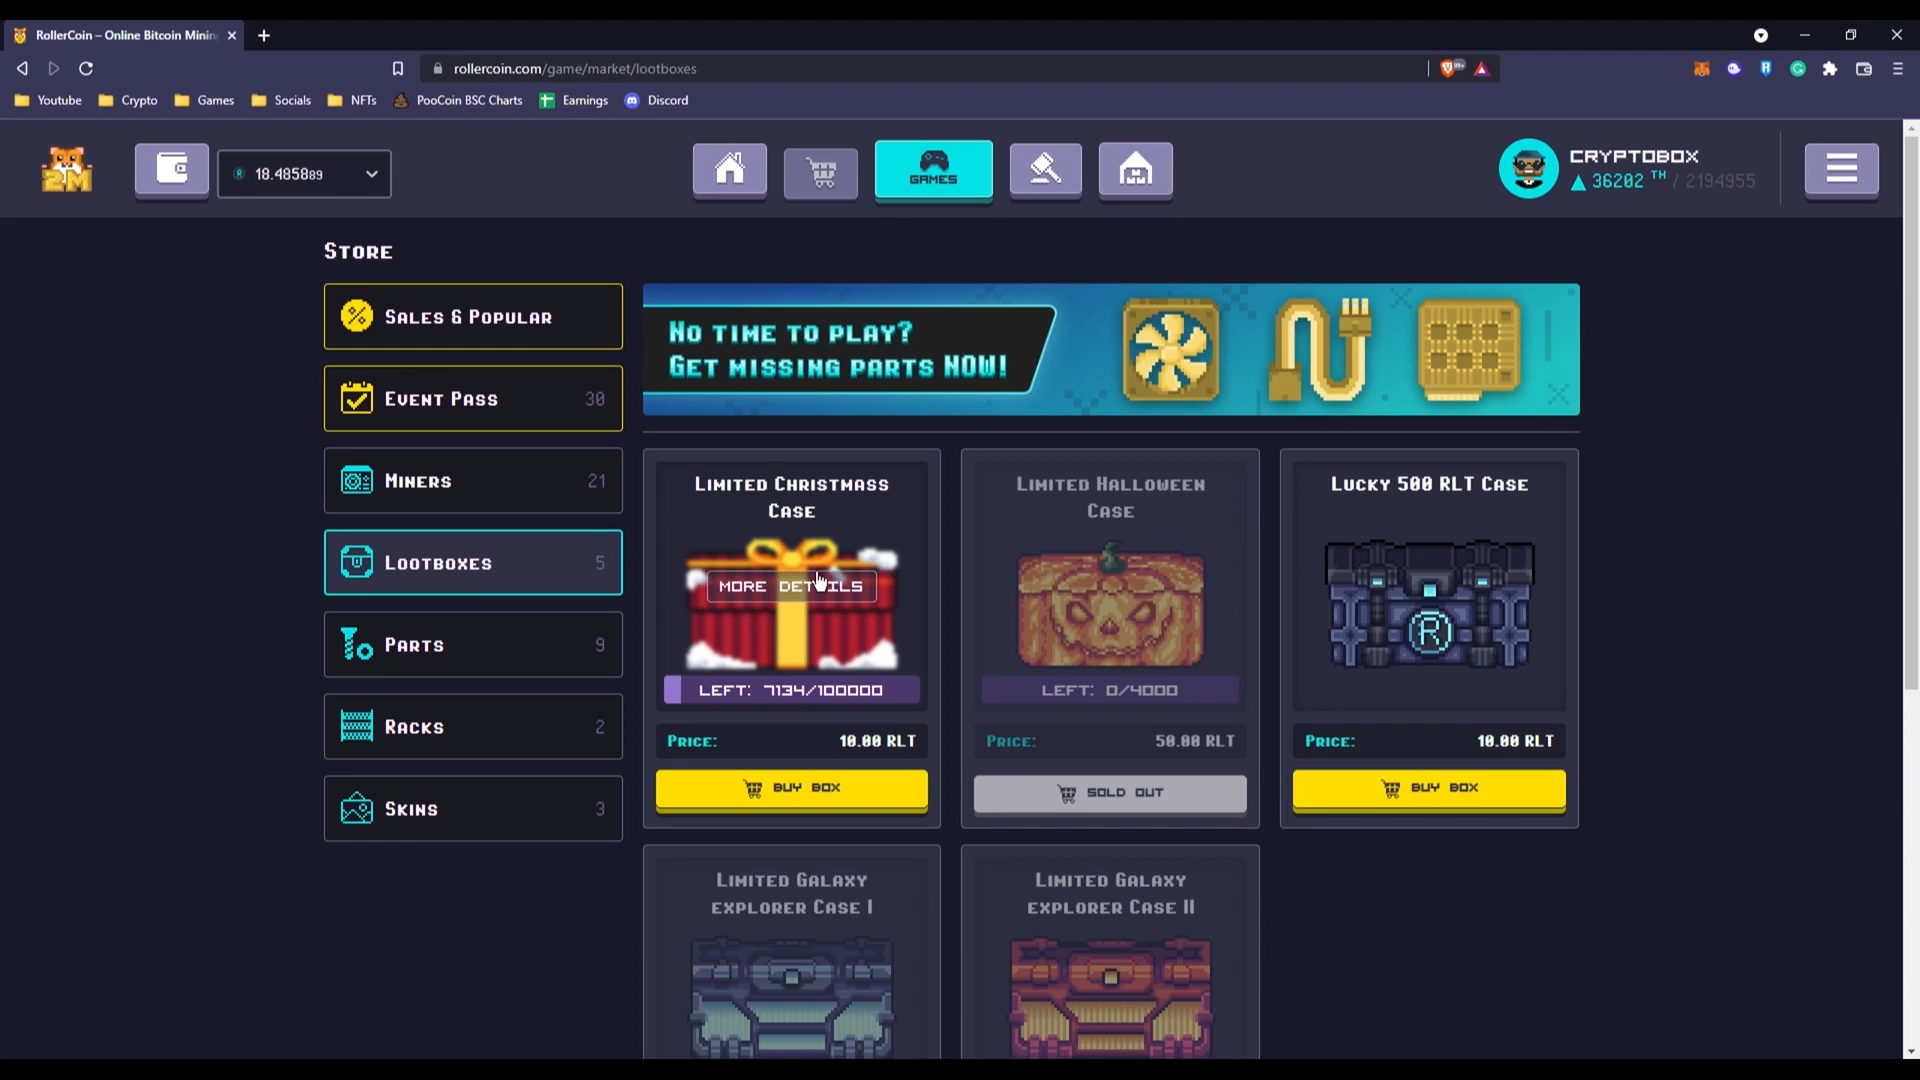 RollerCoin – Online Bitcoin Minin
rollercoin.com/game/market/lootboxes
99+
Youtube
Crypto
Games
Socials
NFTs
PooCoin BSC Charts
Earnings
Discord
2M
18.485889
GAMES
CRYPTOBOX
36202 TH / 2194955
STORE
SALES & POPULAR
EVENT PASS 30
MINERS 21
LOOTBOXES 5
PARTS 9
RACKS 2
SKINS 3
NO TIME TO PLAY?
GET MISSING PARTS NOW!
LIMITED CHRISTMASS
CASE
MORE DETAILS
LEFT: 7134/100000
PRICE: 10.00 RLT
BUY BOX
LIMITED HALLOWEEN
CASE
LEFT: 0/4000
PRICE: 50.00 RLT
SOLD OUT
LUCKY 500 RLT CASE
R
PRICE: 10.00 RLT
BUY BOX
LIMITED GALAXY
EXPLORER CASE I
LIMITED GALAXY
EXPLORER CASE II